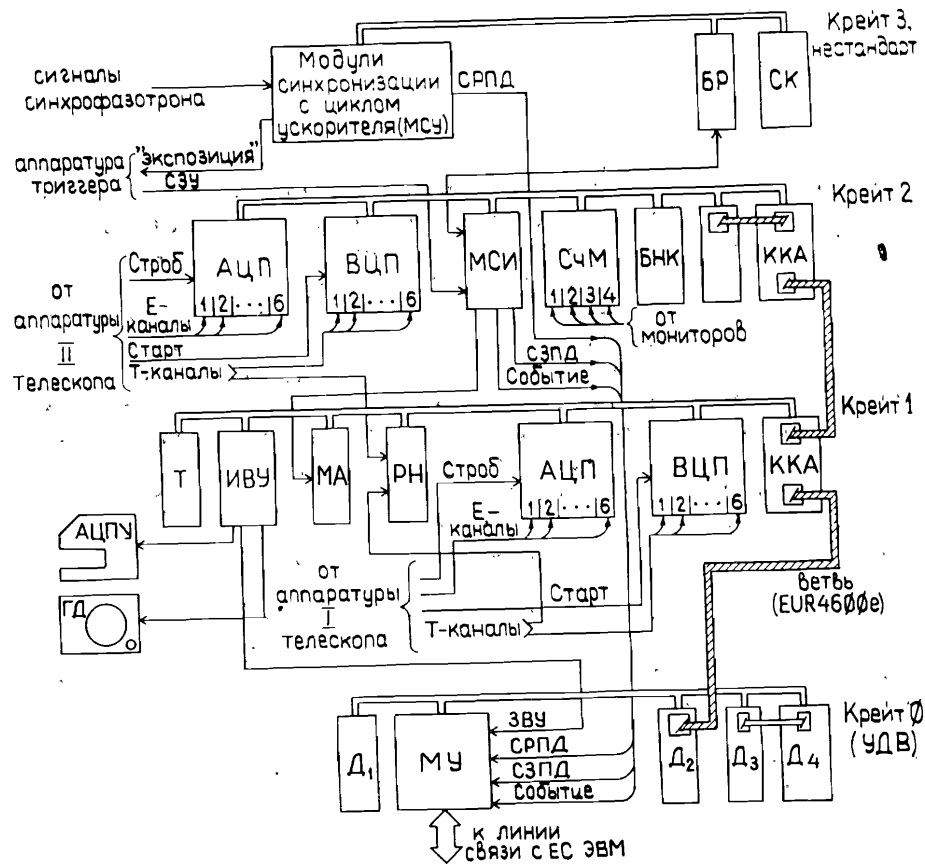 Крейт 3,
нестандарт
Модули
синхронизации
с циклом
ускорителя(МСУ)
СРПД
БР
СК
сигналы
синхрофазотрона
аппаратура
триггера
"экспозиция"
СЗУ
Крейт 2
АЦП
1 2 ... 6
ВЦП
1 2 ... 6
МСИ
СчМ
1 2 3 4
БНК
ККА
Строб
Е-
каналы
Старт
Т-каналы
от
аппаратуры
II
телескопа
от
мониторов
СЗПД
Событие
Крейт 1
Т
ИВУ
МА
РН
Строб
АЦП
1 2 ... 6
ВЦП
1 2 ... 6
ККА
Е-
каналы
АЦПУ
ГД
от
аппаратуры
I
телескопа
Старт
Т-каналы
ветвь
(EUR4600e)
Крейт 0
(УДВ)
Д1
МУ
ЗВУ
СРПД
СЗПД
Событие
Д2
Д3
Д4
к линии
связи с ЕС ЭВМ